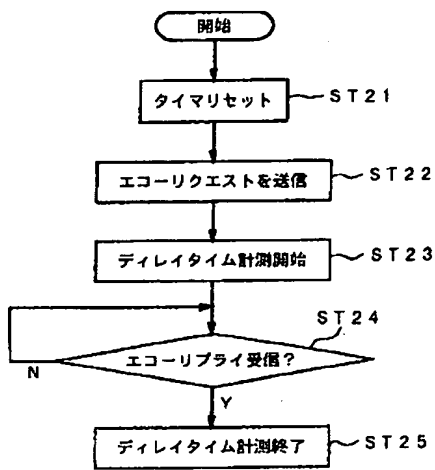 開始
タイマリセット
ST21
エコーリクエストを送信
ST22
ディレイタイム計測開始
ST23
ST24
エコーリプライ受信?
N
Y
ディレイタイム計測終了
ST25